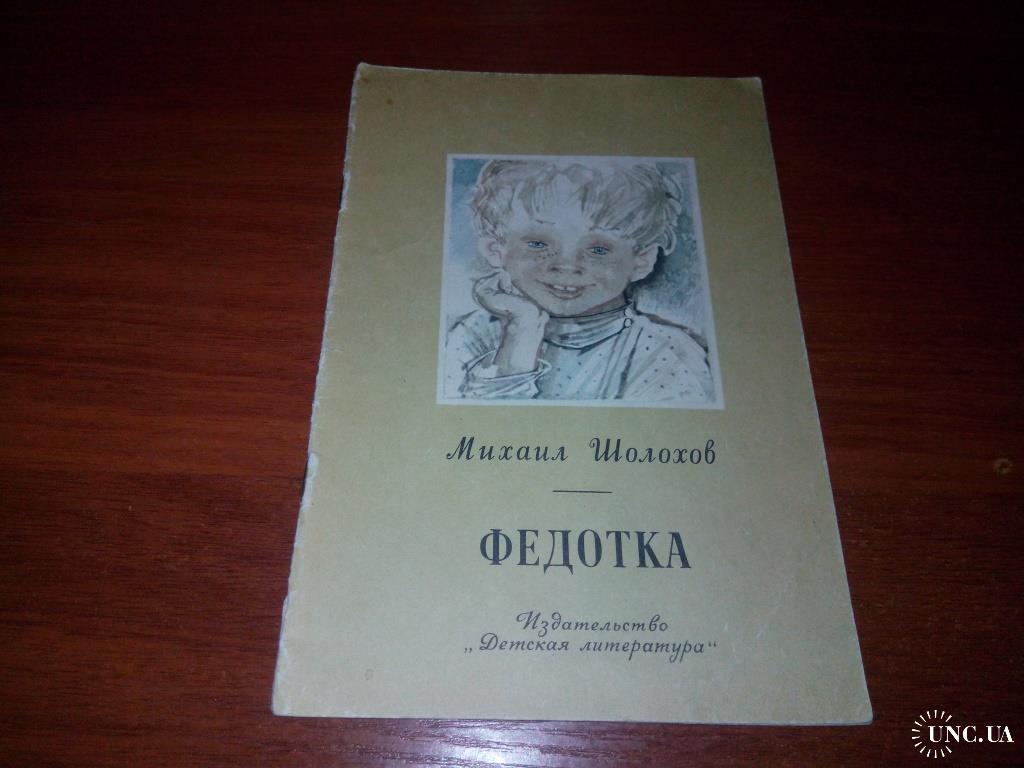 Михаил Шолохов
ФЕДОТКА
Издательство
„Детская литература“
UNC.UA